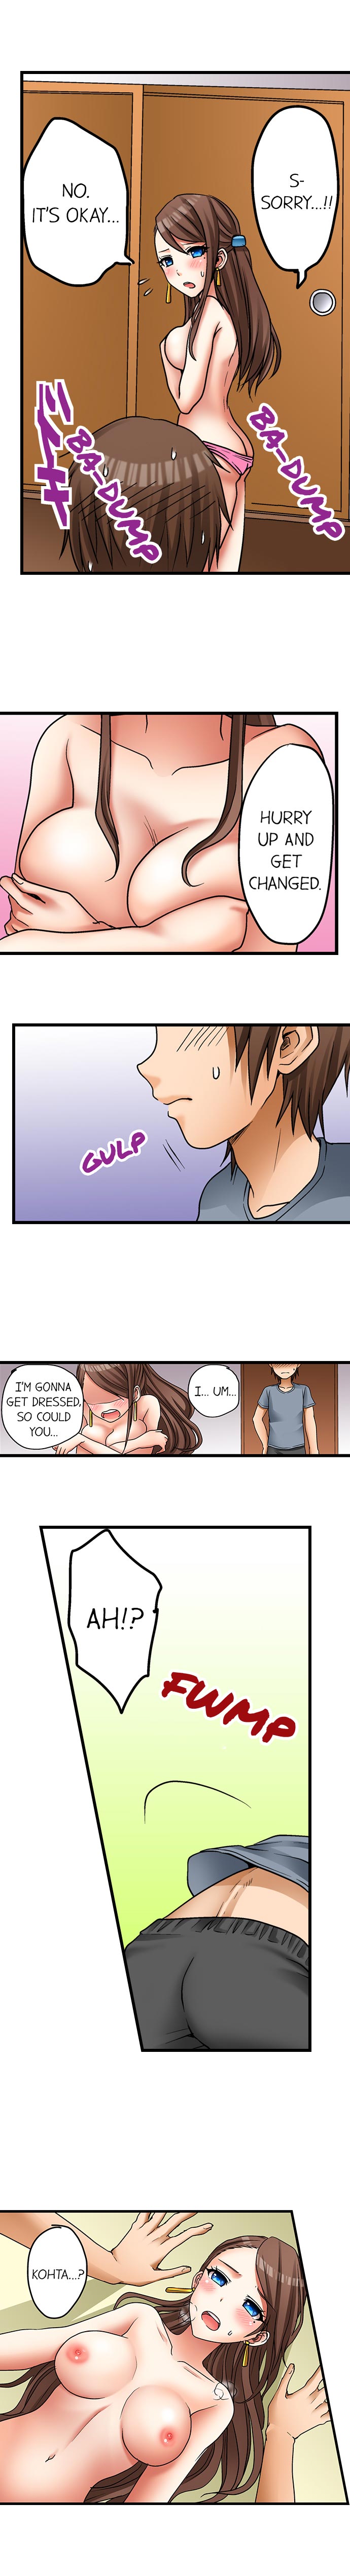 S-
SORRY...!!
NO.
IT'S OKAY...
BA-DUMP
BA-DUMP
HURRY
UP AND
GET
CHANGED.
GULP
I'M GONNA
GET DRESSED,
SO COULD
YOU...
I... UM...
AH!?
FWMP
KOHTA...?